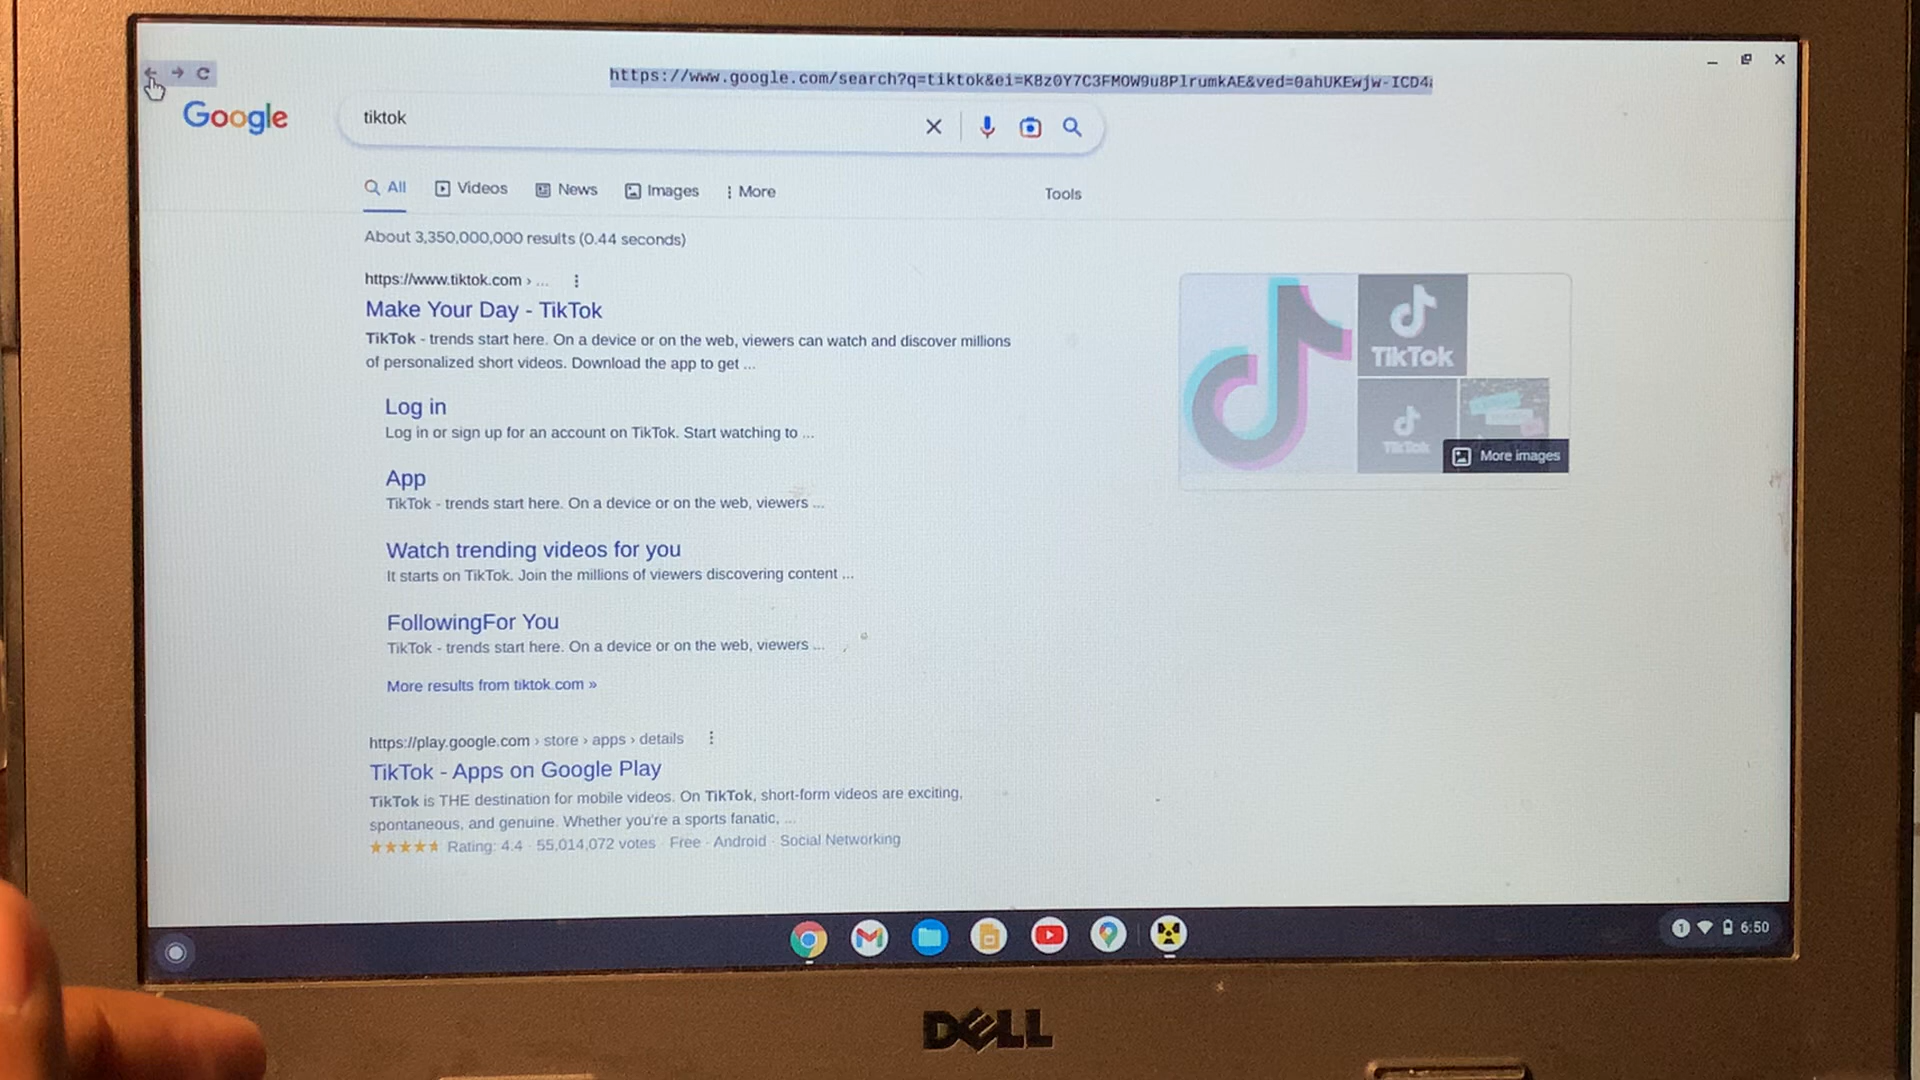 https://www.google.com/search?q=tiktok&ei=K8z0Y7C3FMOW9u8PlrumkAE&ved=0ahUKEwjw-ICD4
Google
tiktok
All Videos News Images More Tools
About 3,350,000,000 results (0.44 seconds)
https://www.tiktok.com › ...
Make Your Day - TikTok
TikTok - trends start here. On a device or on the web, viewers can watch and discover millions
of personalized short videos. Download the app to get ...
TikTok
TikTok
More images
Log in
Log in or sign up for an account on TikTok. Start watching to ...
App
TikTok - trends start here. On a device or on the web, viewers ...
Watch trending videos for you
It starts on TikTok. Join the millions of viewers discovering content ...
FollowingFor You
TikTok - trends start here. On a device or on the web, viewers ...
More results from tiktok.com »
https://play.google.com › store › apps › details
TikTok - Apps on Google Play
TikTok is THE destination for mobile videos. On TikTok, short-form videos are exciting,
spontaneous, and genuine. Whether you're a sports fanatic, ...
Rating: 4.4 · 55,014,072 votes · Free · Android · Social Networking
1 6:50
DELL